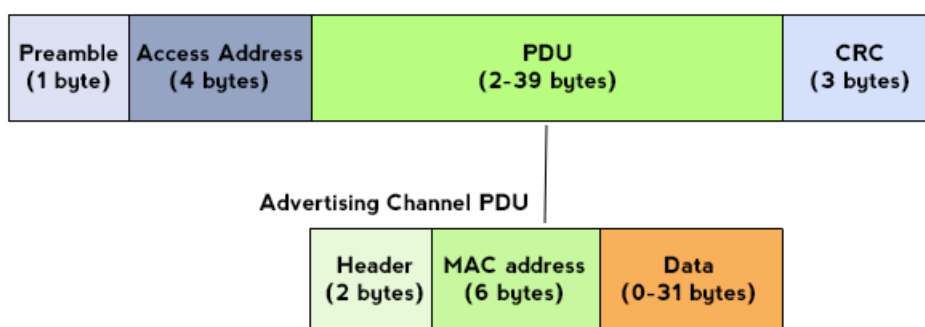 Preamble
(1 byte)
Access Address
(4 bytes)
PDU
(2-39 bytes)
CRC
(3 bytes)
Advertising Channel PDU
Header
(2 bytes)
MAC address
(6 bytes)
Data
(0-31 bytes)